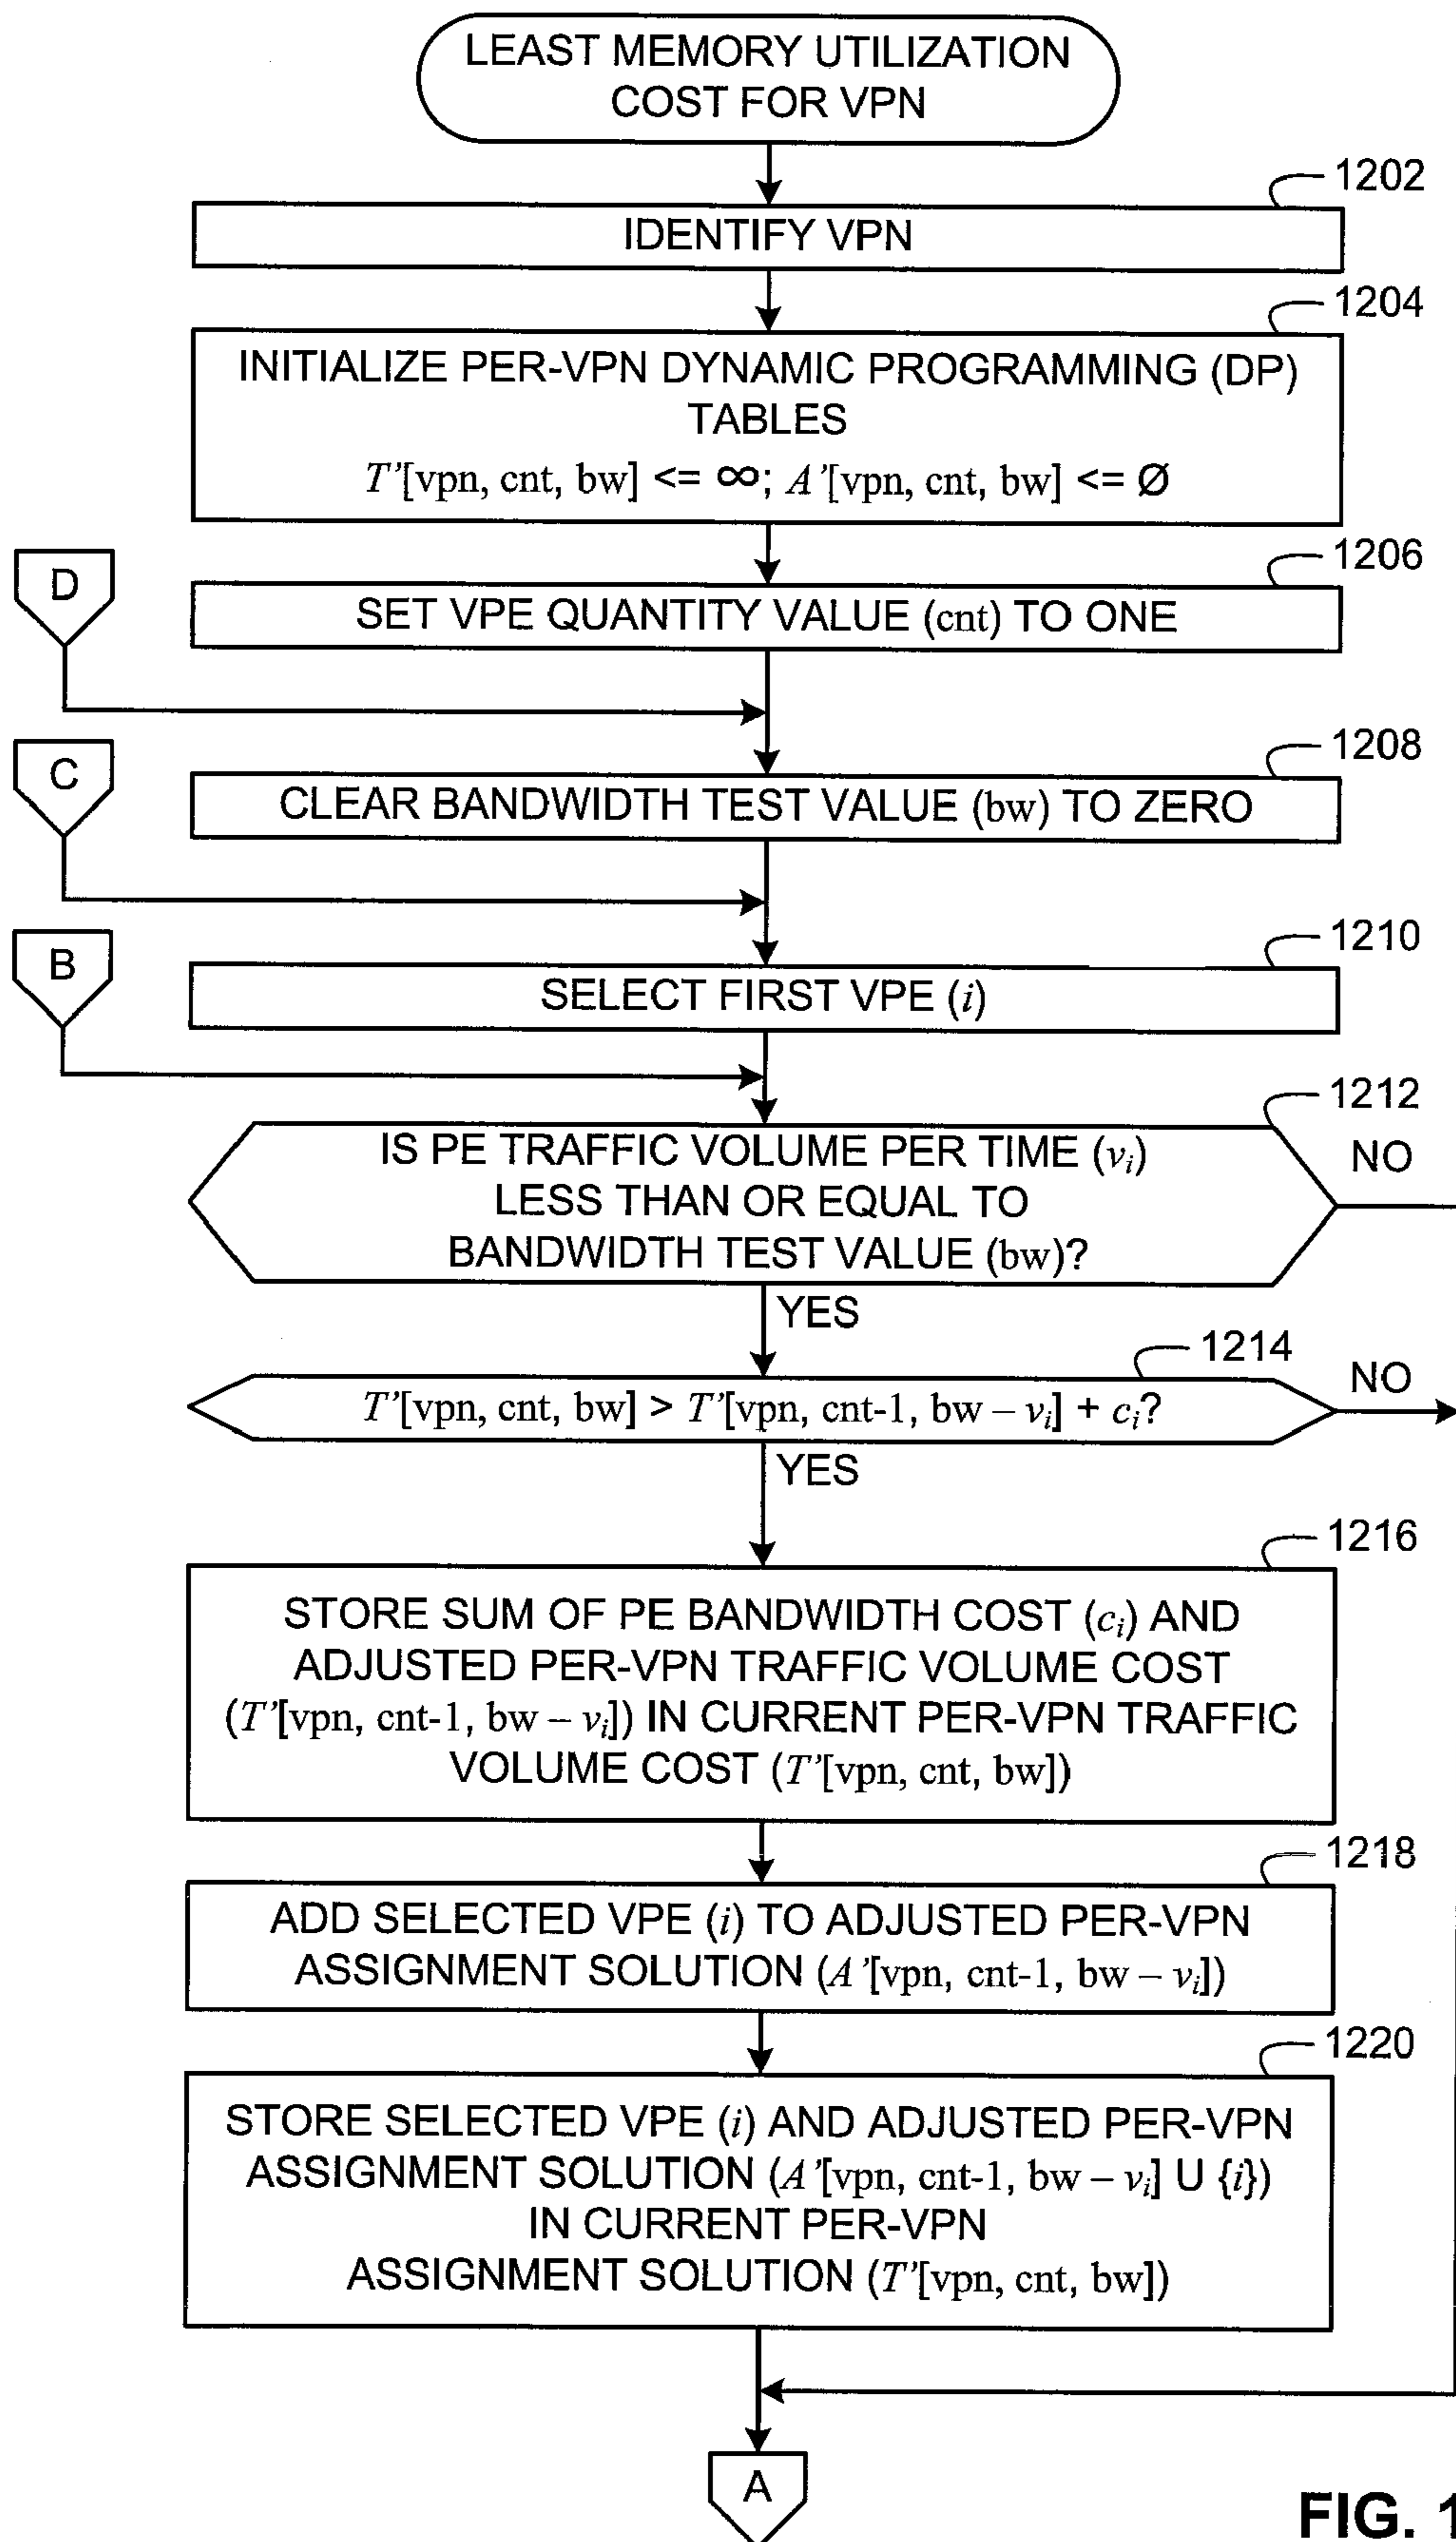 LEAST MEMORY UTILIZATION
COST FOR VPN
1202
IDENTIFY VPN
1204
INITIALIZE PER-VPN DYNAMIC PROGRAMMING (DP)
TABLES
T'[vpn, cnt, bw] <= ∞; A'[vpn, cnt, bw] <= Ø
D
1206
SET VPE QUANTITY VALUE (cnt) TO ONE
C
1208
CLEAR BANDWIDTH TEST VALUE (bw) TO ZERO
B
1210
SELECT FIRST VPE (i)
1212
IS PE TRAFFIC VOLUME PER TIME (vᵢ)
LESS THAN OR EQUAL TO
BANDWIDTH TEST VALUE (bw)?
NO
YES
1214
T'[vpn, cnt, bw] > T'[vpn, cnt-1, bw – vᵢ] + cᵢ?
NO
YES
1216
STORE SUM OF PE BANDWIDTH COST (cᵢ) AND
ADJUSTED PER-VPN TRAFFIC VOLUME COST
(T'[vpn, cnt-1, bw – vᵢ]) IN CURRENT PER-VPN TRAFFIC
VOLUME COST (T'[vpn, cnt, bw])
1218
ADD SELECTED VPE (i) TO ADJUSTED PER-VPN
ASSIGNMENT SOLUTION (A'[vpn, cnt-1, bw – vᵢ])
1220
STORE SELECTED VPE (i) AND ADJUSTED PER-VPN
ASSIGNMENT SOLUTION (A'[vpn, cnt-1, bw – vᵢ] U {i})
IN CURRENT PER-VPN
ASSIGNMENT SOLUTION (T'[vpn, cnt, bw])
A
FIG.